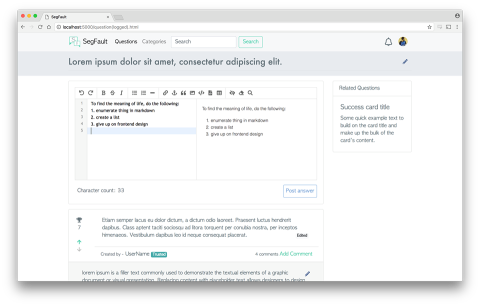 SegFault
localhost:5000/question(logged).html
SegFault Questions Categories Search Search
Lorem ipsum dolor sit amet, consectetur adipiscing elit.
1 To find the meaning of life, do the following:
2 1. enumerate thing in markdown
3 2. create a list
4 3. give up on frontend design
5
To find the meaning of life, do the following:
1. enumerate thing in markdown
2. create a list
3. give up on frontend design
Character count: 33
Post answer
Related Questions
Success card title
Some quick example text to
build on the card title and
make up the bulk of the
card's content.
7
Etiam semper lacus eu dolor dictum, a dictum odio laoreet. Praesent luctus hendrerit
dapibus. Class aptent taciti sociosqu ad litora torquent per conubia nostra, per inceptos
himenaeos. Vestibulum dapibus leo id neque consequat placerat.
Edited
Created by - UserName Trusted
4 comments Add Comment
lorem ipsum is a filler text commonly used to demonstrate the textual elements of a graphic
document or visual presentation. Replacing content with placeholder text allows designers to design